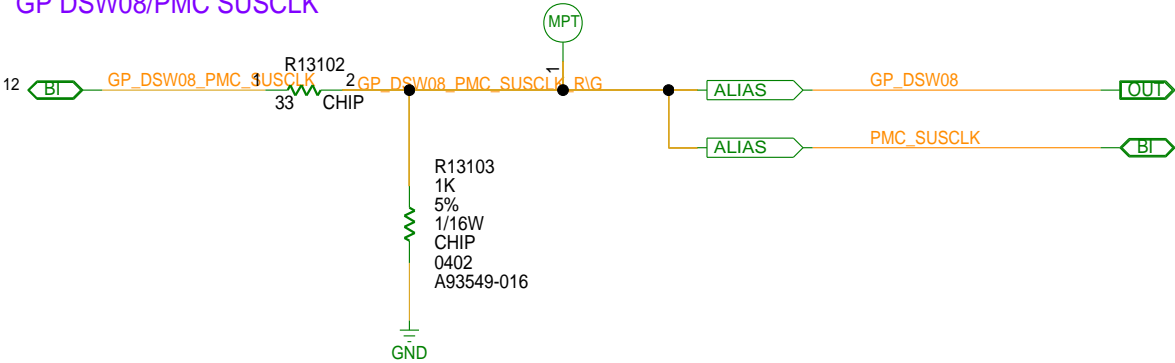 GP DSW08/PMC SUSCLK
MPT
1
R13102
12
BI
GP_DSW08_PMC_SUSCLK
1
2
GP_DSW08_PMC_SUSCLK_R\G
33
CHIP
ALIAS
GP_DSW08
OUT
ALIAS
PMC_SUSCLK
BI
R13103
1K
5%
1/16W
CHIP
0402
A93549-016
GND